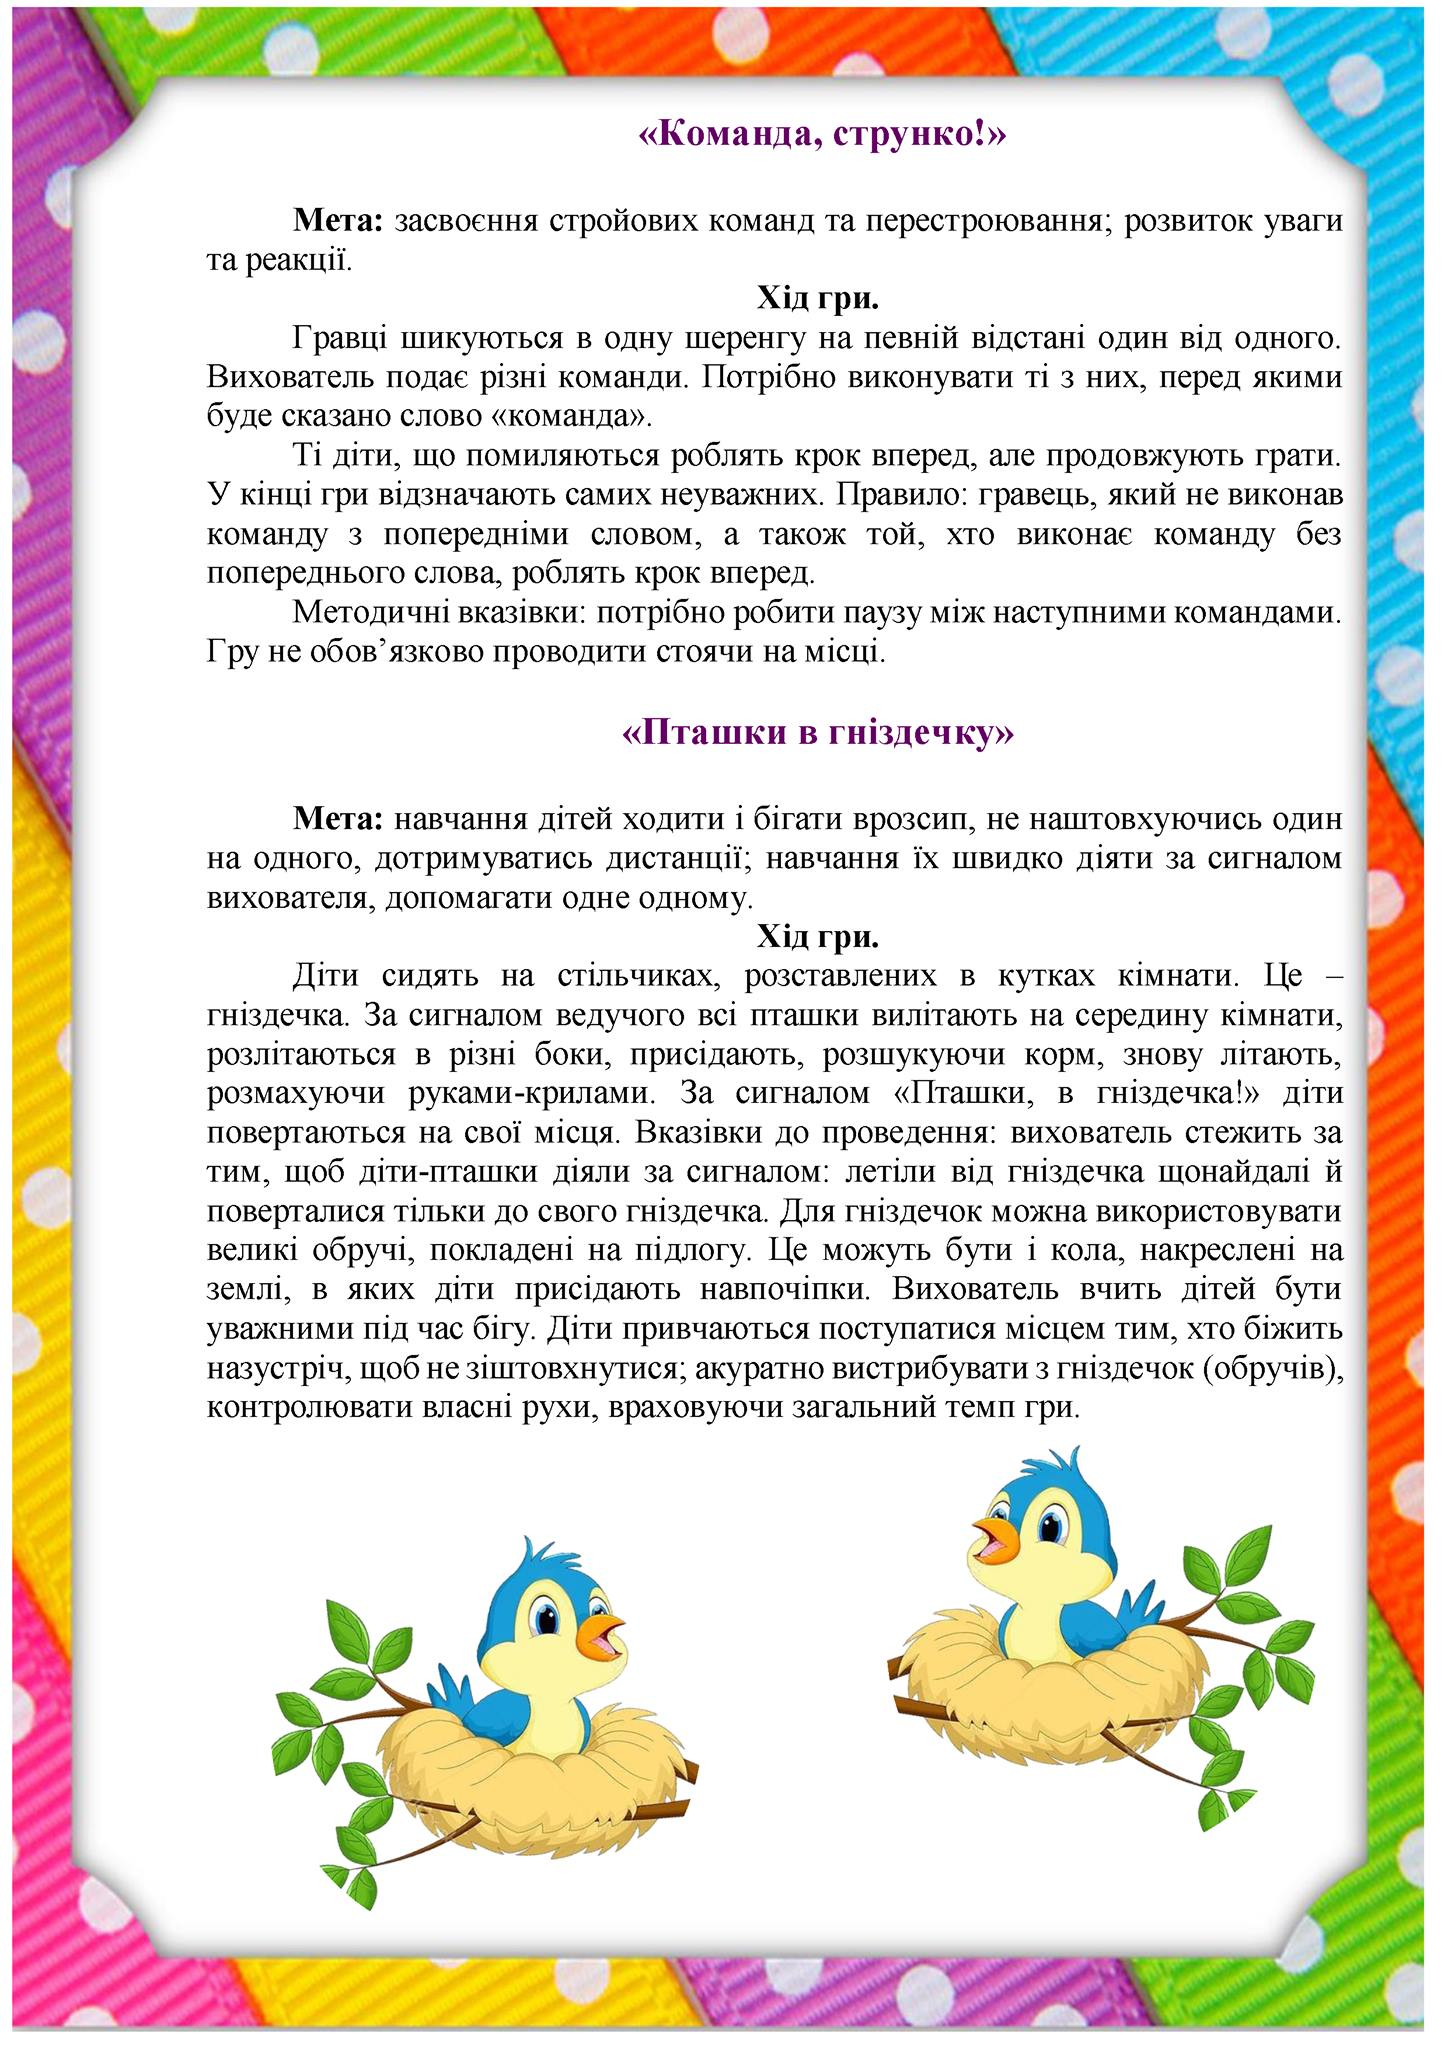 «Команда, струнко!»
Мета: засвоєння стройових команд та перестроювання; розвиток уваги
та реакції.
Хід гри.
Гравці шикуються в одну шеренгу на певній відстані один від одного.
Вихователь подає різні команди. Потрібно виконувати ті з них, перед якими
буде сказано слово «команда».
Ті діти, що помиляються роблять крок вперед, але продовжують грати.
У кінці гри відзначають самих неуважних. Правило: гравець, який не виконав
команду з попередніми словом, а також той, хто виконає команду без
попереднього слова, роблять крок вперед.
Методичні вказівки: потрібно робити паузу між наступними командами.
Гру не обов’язково проводити стоячи на місці.
«Пташки в гніздечку»
Мета: навчання дітей ходити і бігати врозсип, не наштовхуючись один
на одного, дотримуватись дистанції; навчання їх швидко діяти за сигналом
вихователя, допомагати одне одному.
Хід гри.
Діти сидять на стільчиках, розставлених в кутках кімнати. Це –
гніздечка. За сигналом ведучого всі пташки вилітають на середину кімнати,
розлітаються в різні боки, присідають, розшукуючи корм, знову літають,
розмахуючи руками-крилами. За сигналом «Пташки, в гніздечка!» діти
повертаються на свої місця. Вказівки до проведення: вихователь стежить за
тим, щоб діти-пташки діяли за сигналом: летіли від гніздечка щонайдалі й
поверталися тільки до свого гніздечка. Для гніздечок можна використовувати
великі обручі, покладені на підлогу. Це можуть бути і кола, накреслені на
землі, в яких діти присідають навпочіпки. Вихователь вчить дітей бути
уважними під час бігу. Діти привчаються поступатися місцем тим, хто біжить
назустріч, щоб не зіштовхнутися; акуратно вистрибувати з гніздечок (обручів),
контролювати власні рухи, враховуючи загальний темп гри.